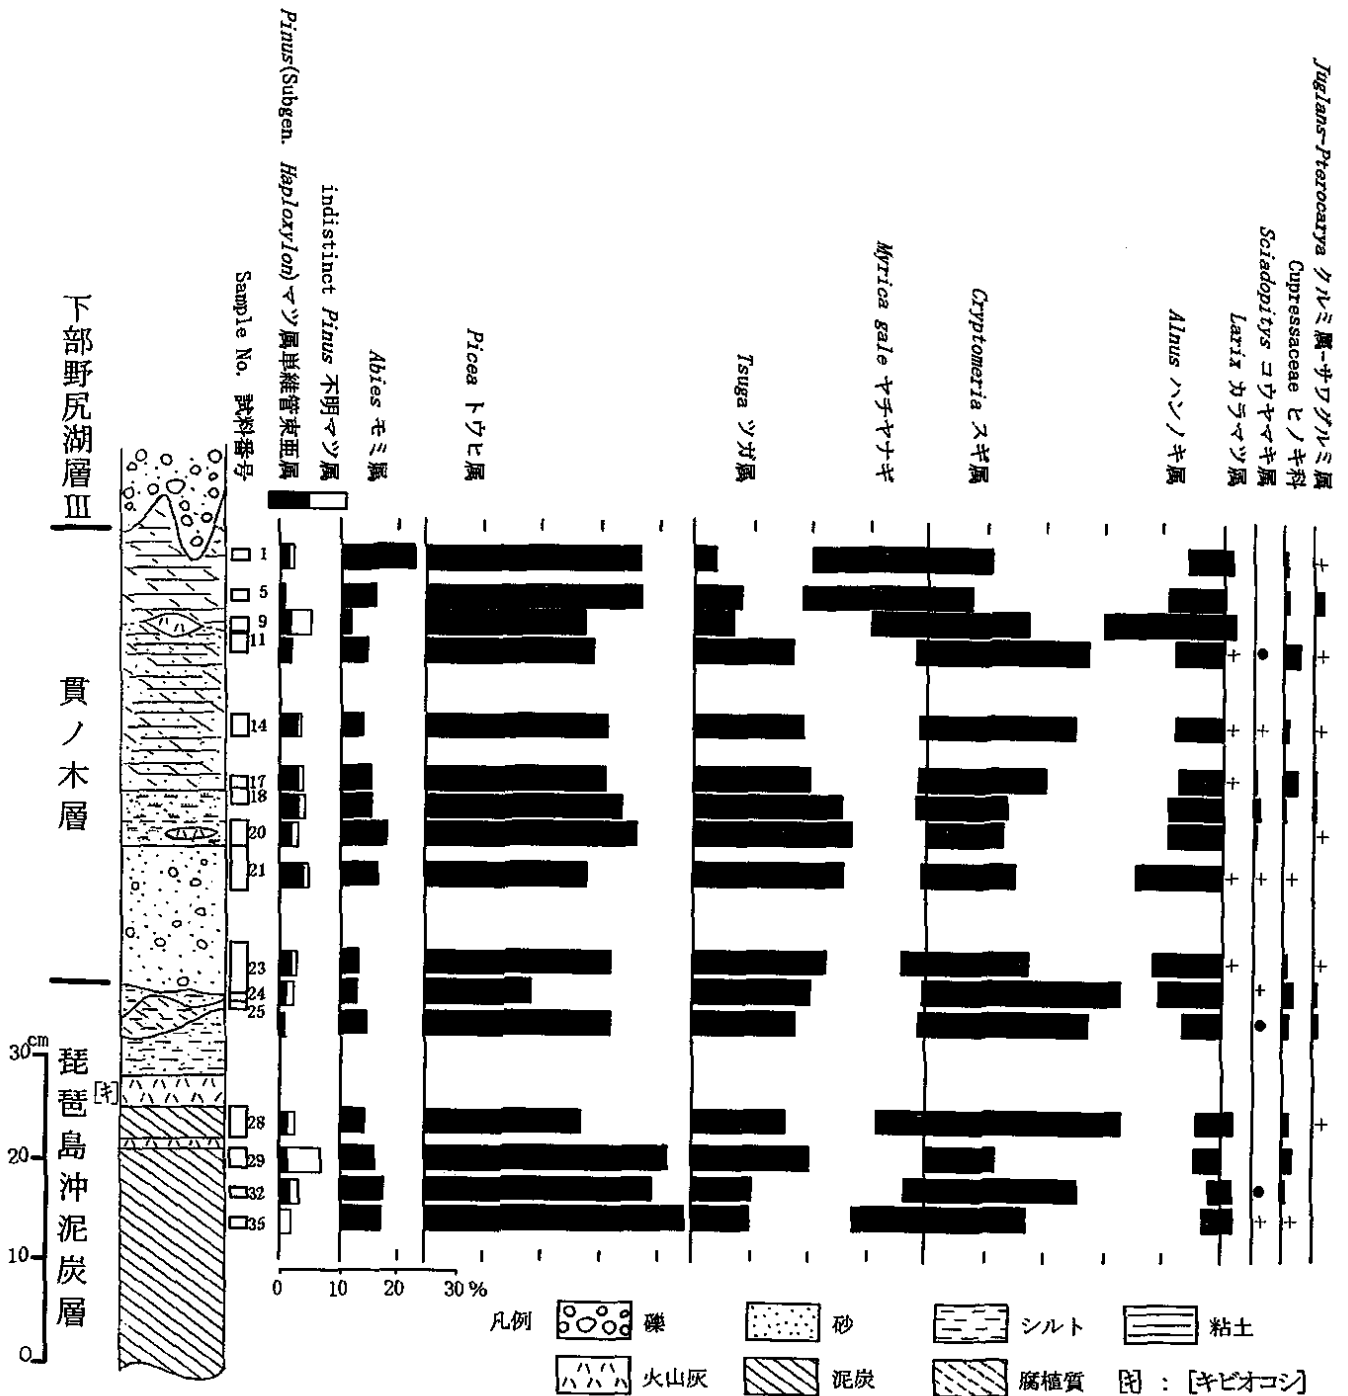 Pinus(Subgen. Haploxylon)マツ属単維管束亜属
indistinct Pinus 不明マツ属
Abies モミ属
Picea トウヒ属
Tsuga ツガ属
Myrica gale ヤチヤナギ
Cryptomeria スギ属
Alnus ハンノキ属
Larix カラマツ属
Sciadopitys コウヤマキ属
Cupressaceae ヒノキ科
Juglans-Pterocarya クルミ属-サワグルミ属
Sample No. 試料番号
下部野尻湖層III
貫ノ木層
琵琶島沖泥炭層
1
5
9
11
14
17
18
20
21
23
24
25
28
29
32
35
[キ]
30cm
20
10
0
0 10 20 30%
凡例 礫 砂 シルト 粘土
火山灰 泥炭 腐植質 [キ] : [キビオコシ]